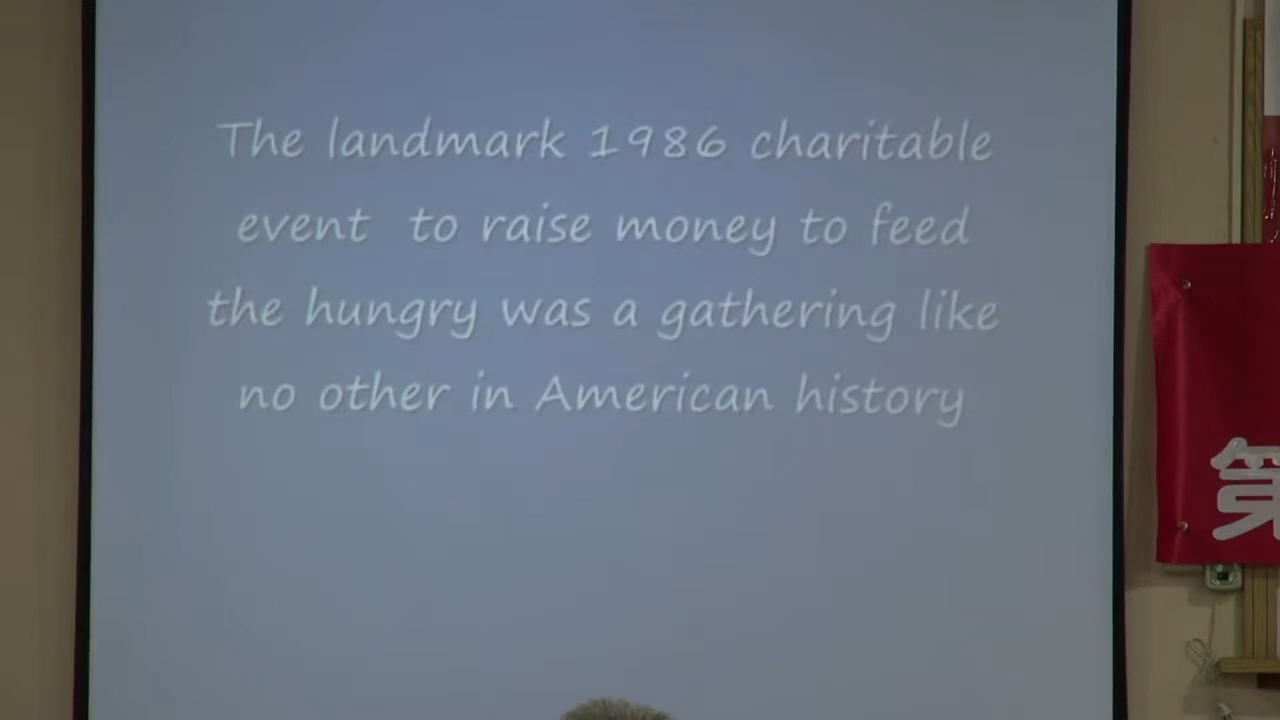 The landmark 1986 charitable
event to raise money to feed
the hungry was a gathering like
no other in American history
第